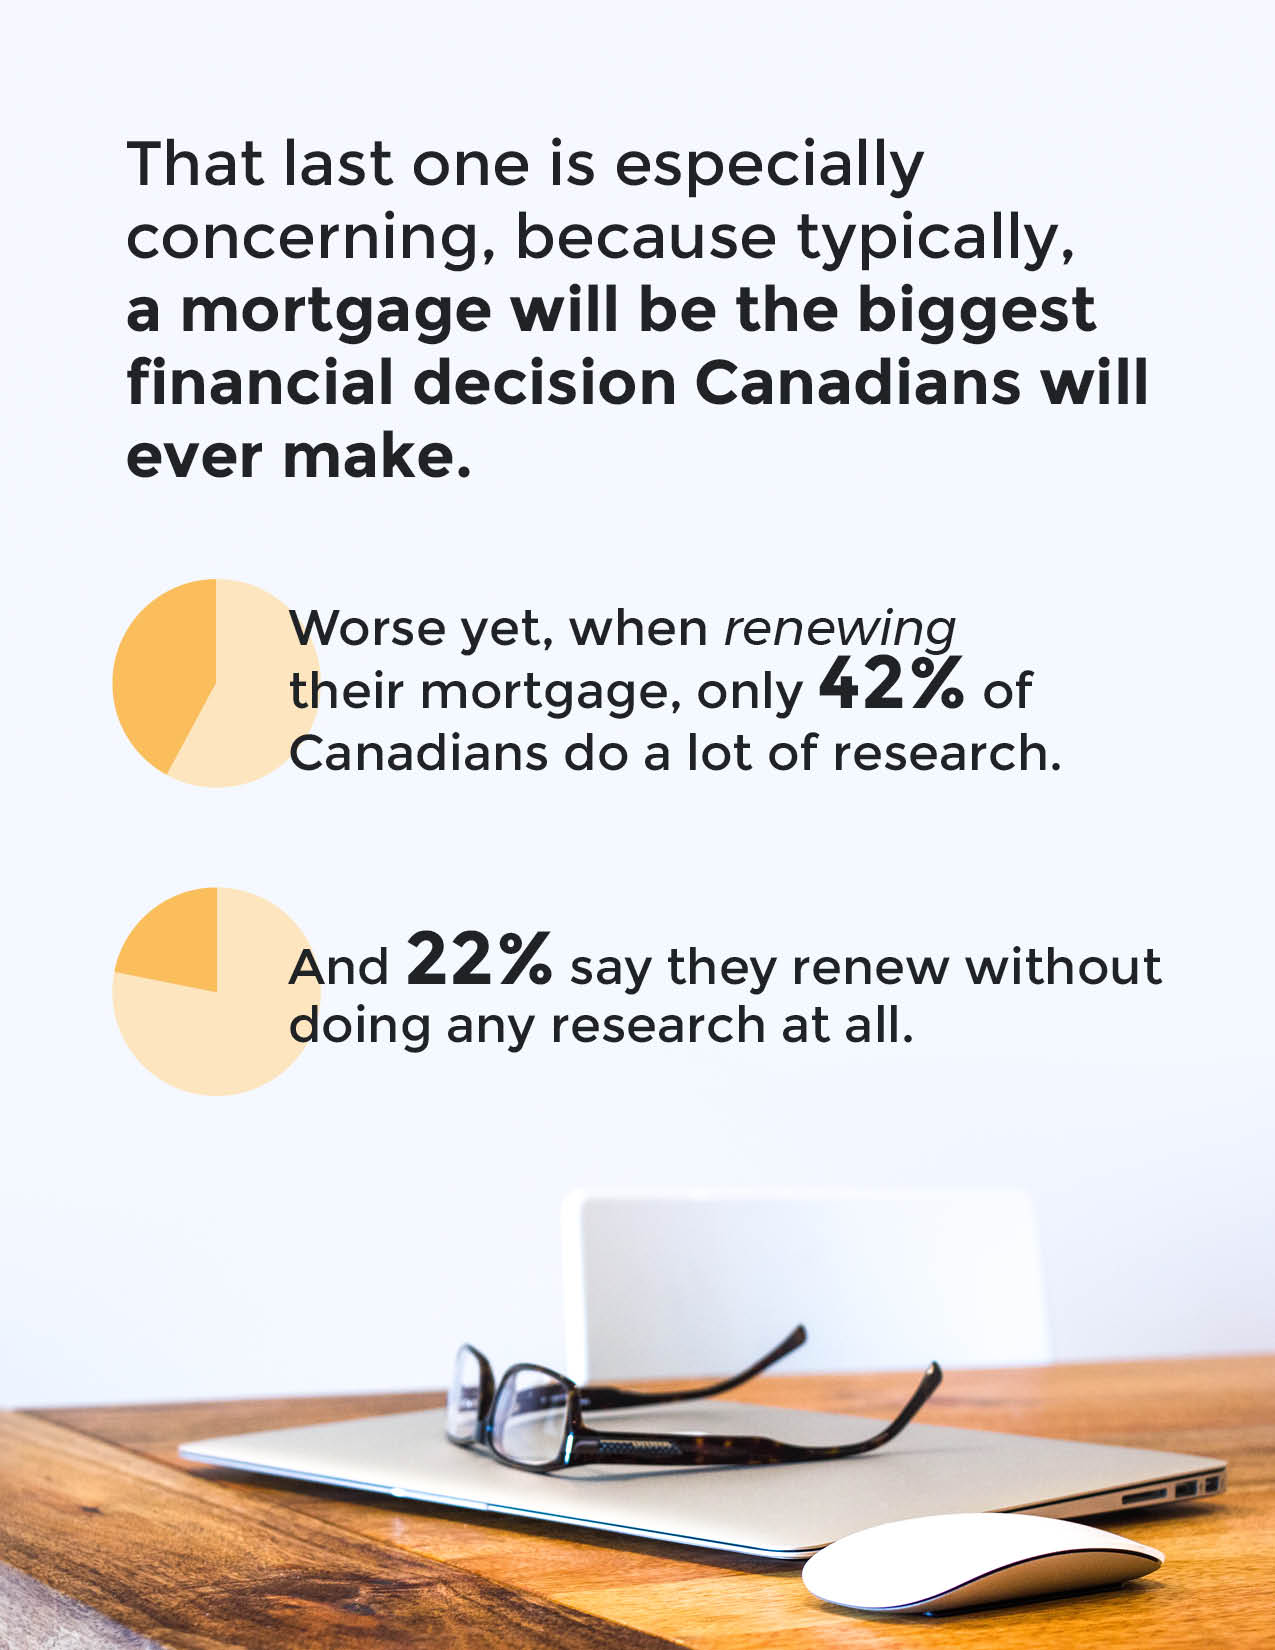 That last one is especially
concerning, because typically,
a mortgage will be the biggest
financial decision Canadians will
ever make.
Worse yet, when renewing
their mortgage, only 42% of
Canadians do a lot of research.
And 22% say they renew without
doing any research at all.